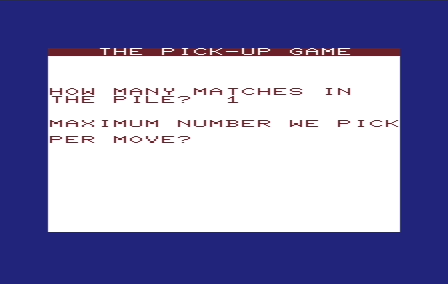 THE PICK-UP GAME
HOW MANY MATCHES IN
THE PILE? 1
MAXIMUM NUMBER WE PICK
PER MOVE?